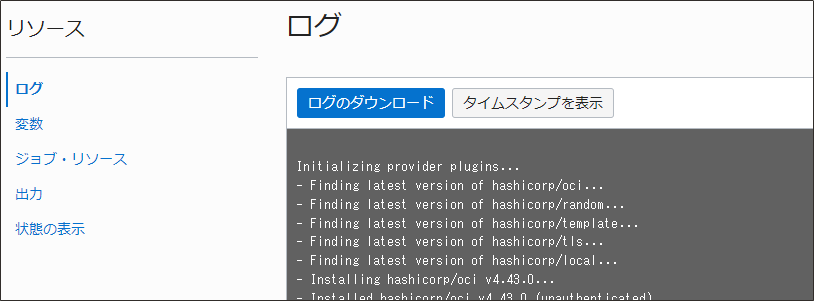 リソース
ログ
変数
ジョブ・リソース
出力
状態の表示
ログ
ログのダウンロード
タイムスタンプを表示
Initializing provider plugins...
- Finding latest version of hashicorp/oci...
- Finding latest version of hashicorp/random...
- Finding latest version of hashicorp/template...
- Finding latest version of hashicorp/tls...
- Finding latest version of hashicorp/local...
- Installing hashicorp/oci v4.43.0...
- Installed hashicorp/oci v4.43.0 (unauthenticated)